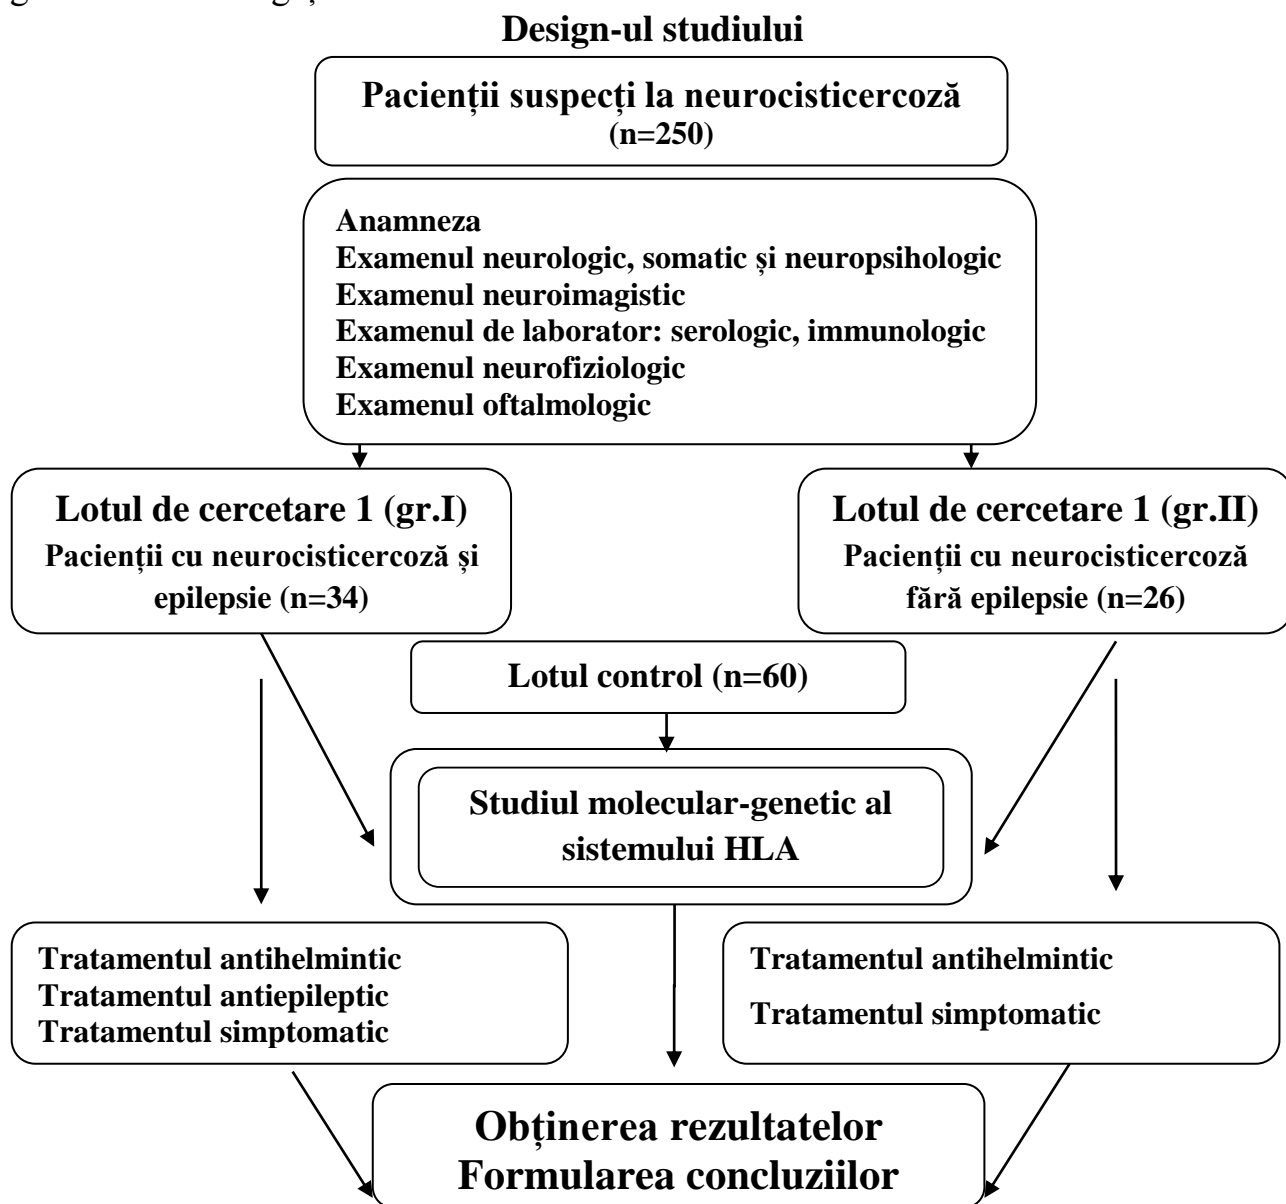 Design-ul studiului
Pacienții suspecți la neurocisticercoză
(n=250)
Anamneza
Examenul neurologic, somatic și neuropsihologic
Examenul neuroimagistic
Examenul de laborator: serologic, immunologic
Examenul neurofiziologic
Examenul oftalmologic
Lotul de cercetare 1 (gr.I)
Pacienții cu neurocisticercoză și
epilepsie (n=34)
Lotul de cercetare 1 (gr.II)
Pacienții cu neurocisticercoză
fără epilepsie (n=26)
Lotul control (n=60)
Studiul molecular-genetic al
sistemului HLA
Tratamentul antihelmintic
Tratamentul antiepileptic
Tratamentul simptomatic
Tratamentul antihelmintic
Tratamentul simptomatic
Obținerea rezultatelor
Formularea concluziilor